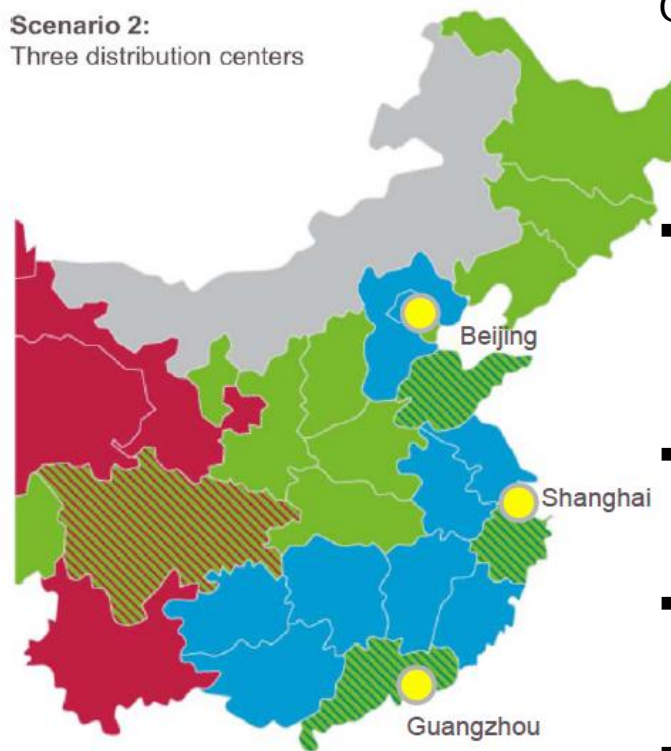 Scenario 2:
Three distribution centers
Beijing
Shanghai
Guangzhou